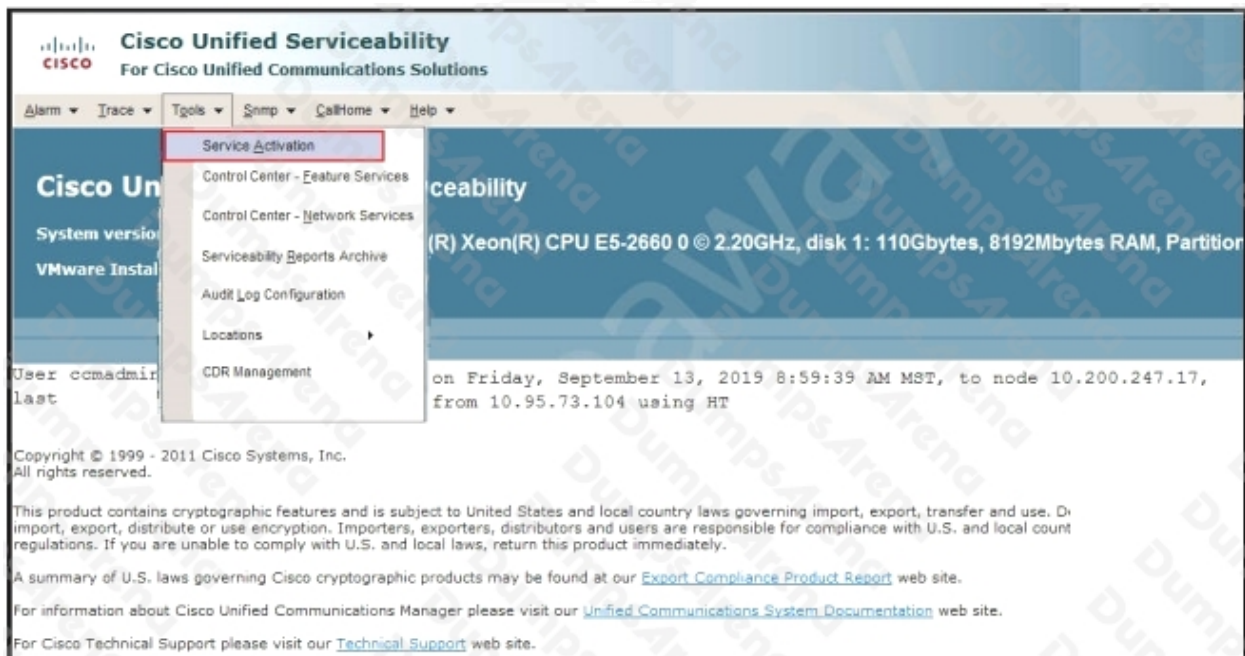 CISCO
Cisco Unified Serviceability
For Cisco Unified Communications Solutions
Alarm Trace Tools Snmp CallHome Help
Service Activation
Control Center - Feature Services
Control Center - Network Services
Serviceability Reports Archive
Audit Log Configuration
Locations
CDR Management
Cisco Un ceability
System versio (R) Xeon(R) CPU E5-2660 0 © 2.20GHz, disk 1: 110Gbytes, 8192Mbytes RAM, Partition
VMware Instal
User ccmadmin on Friday, September 13, 2019 8:59:39 AM MST, to node 10.200.247.17,
last from 10.95.73.104 using HT
Copyright © 1999 - 2011 Cisco Systems, Inc.
All rights reserved.
This product contains cryptographic features and is subject to United States and local country laws governing import, export, transfer and use. D
import, export, distribute or use encryption. Importers, exporters, distributors and users are responsible for compliance with U.S. and local count
regulations. If you are unable to comply with U.S. and local laws, return this product immediately.
A summary of U.S. laws governing Cisco cryptographic products may be found at our Export Compliance Product Report web site.
For information about Cisco Unified Communications Manager please visit our Unified Communications System Documentation web site.
For Cisco Technical Support please visit our Technical Support web site.
DumpsArena